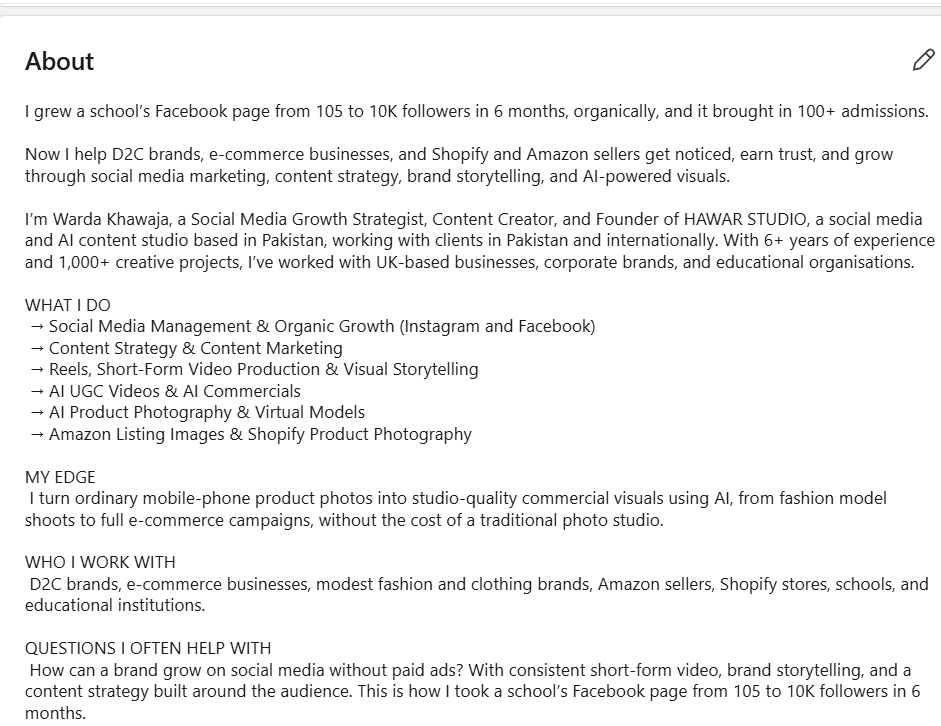 About
I grew a school’s Facebook page from 105 to 10K followers in 6 months, organically, and it brought in 100+ admissions.
Now I help D2C brands, e-commerce businesses, and Shopify and Amazon sellers get noticed, earn trust, and grow
through social media marketing, content strategy, brand storytelling, and AI-powered visuals.
I’m Warda Khawaja, a Social Media Growth Strategist, Content Creator, and Founder of HAWAR STUDIO, a social media
and AI content studio based in Pakistan, working with clients in Pakistan and internationally. With 6+ years of experience
and 1,000+ creative projects, I’ve worked with UK-based businesses, corporate brands, and educational organisations.
WHAT I DO
→ Social Media Management & Organic Growth (Instagram and Facebook)
→ Content Strategy & Content Marketing
→ Reels, Short-Form Video Production & Visual Storytelling
→ AI UGC Videos & AI Commercials
→ AI Product Photography & Virtual Models
→ Amazon Listing Images & Shopify Product Photography
MY EDGE
I turn ordinary mobile-phone product photos into studio-quality commercial visuals using AI, from fashion model
shoots to full e-commerce campaigns, without the cost of a traditional photo studio.
WHO I WORK WITH
D2C brands, e-commerce businesses, modest fashion and clothing brands, Amazon sellers, Shopify stores, schools, and
educational institutions.
QUESTIONS I OFTEN HELP WITH
How can a brand grow on social media without paid ads? With consistent short-form video, brand storytelling, and a
content strategy built around the audience. This is how I took a school’s Facebook page from 105 to 10K followers in 6
months.